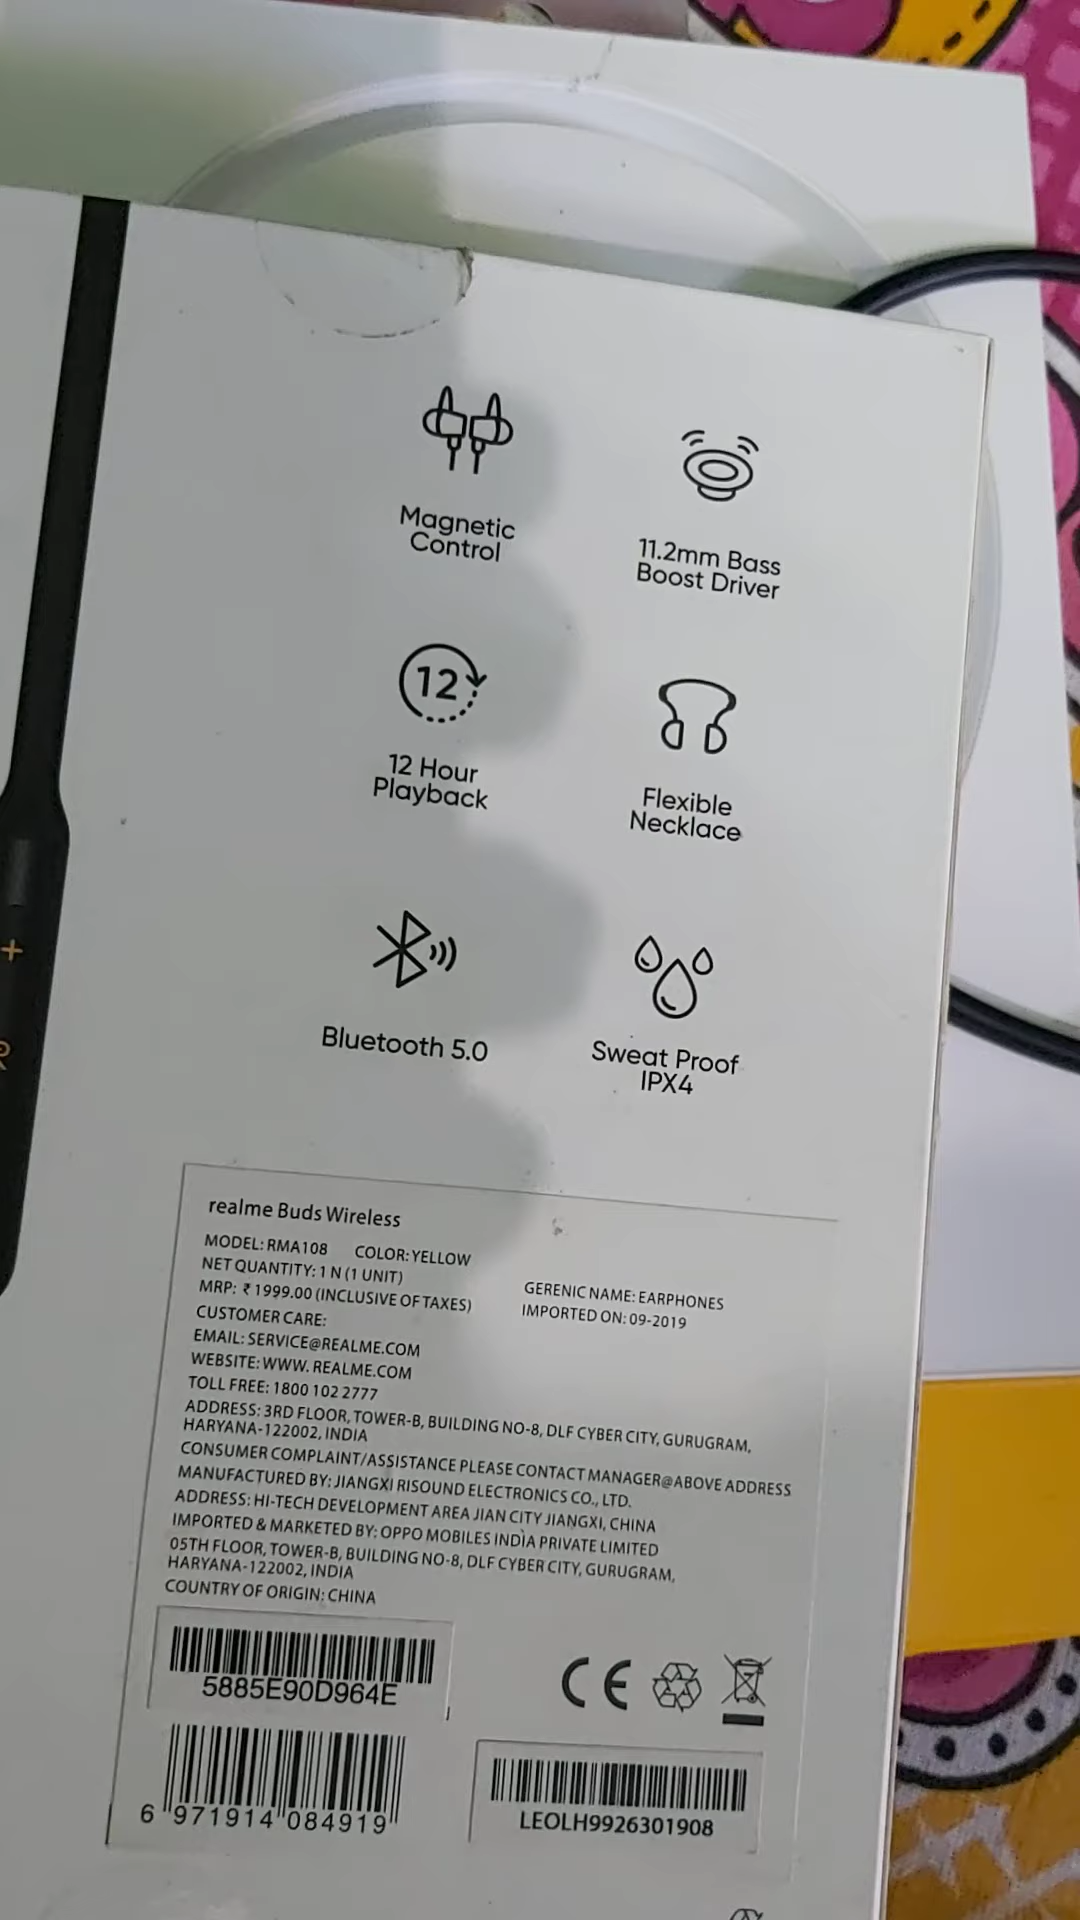 Magnetic
Control
11.2mm Bass
Boost Driver
12
12 Hour
Playback
Flexible
Necklace
Bluetooth 5.0
Sweat Proof
IPX4
+
R
realme Buds Wireless
MODEL: RMA108 COLOR: YELLOW
NET QUANTITY: 1 N (1 UNIT)
MRP: ₹ 1999.00 (INCLUSIVE OF TAXES)
GERENIC NAME: EARPHONES
IMPORTED ON: 09-2019
CUSTOMER CARE:
EMAIL: SERVICE@REALME.COM
WEBSITE: WWW. REALME.COM
TOLL FREE: 1800 102 2777
ADDRESS: 3RD FLOOR, TOWER-B, BUILDING NO-8, DLF CYBER CITY, GURUGRAM,
HARYANA-122002, INDIA
CONSUMER COMPLAINT/ASSISTANCE PLEASE CONTACT MANAGER@ABOVE ADDRESS
MANUFACTURED BY: JIANGXI RISOUND ELECTRONICS CO., LTD.
ADDRESS: HI-TECH DEVELOPMENT AREA JIAN CITY JIANGXI, CHINA
IMPORTED & MARKETED BY: OPPO MOBILES INDIA PRIVATE LIMITED
05TH FLOOR, TOWER-B, BUILDING NO-8, DLF CYBER CITY, GURUGRAM,
HARYANA-122002, INDIA
COUNTRY OF ORIGIN: CHINA
5885E90D964E
CE
6 971914 084919
LEOLH9926301908